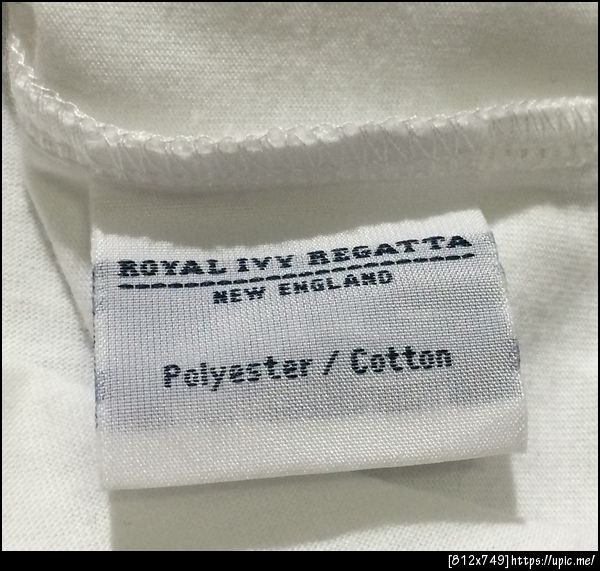 ROYAL IVY REGATTA
NEW ENGLAND
Polyester / Cotton
[812x749]https://upic.me/